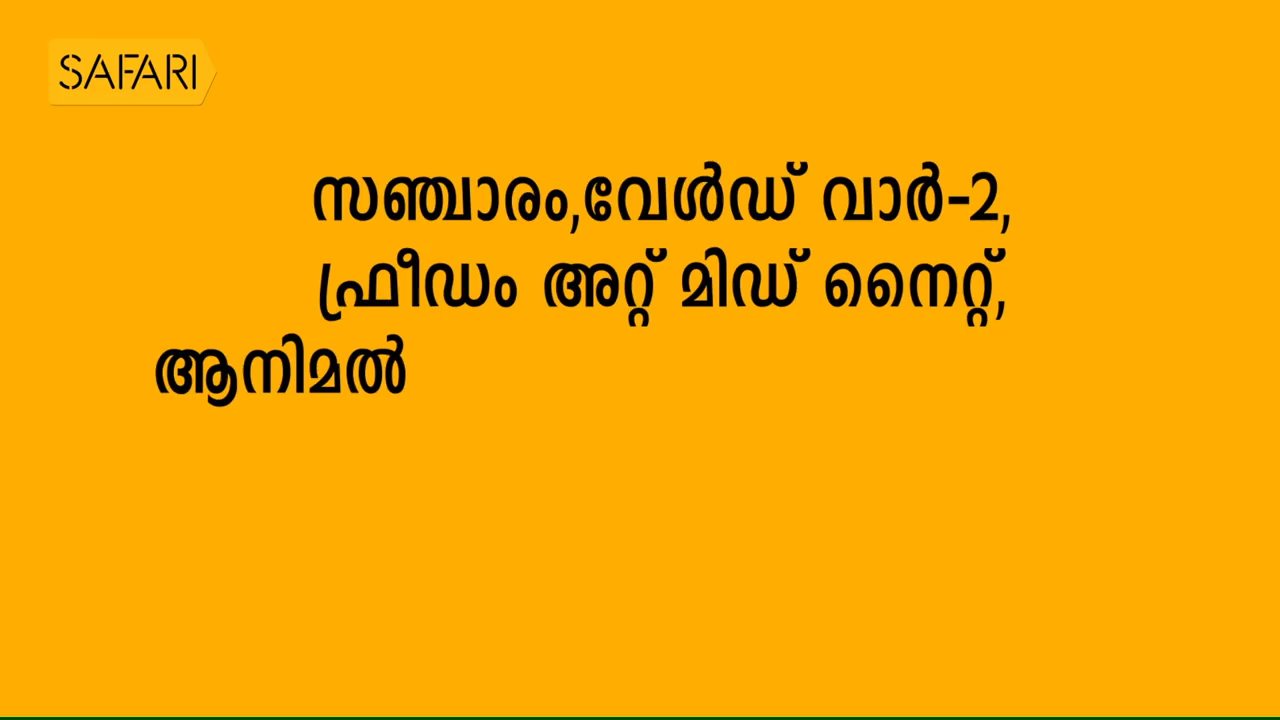 SAFARI
സഞ്ചാരം,വേൾഡ് വാർ-2,
ഫ്രീഡം അറ്റ് മിഡ് നൈറ്റ്,
ആനിമൽ